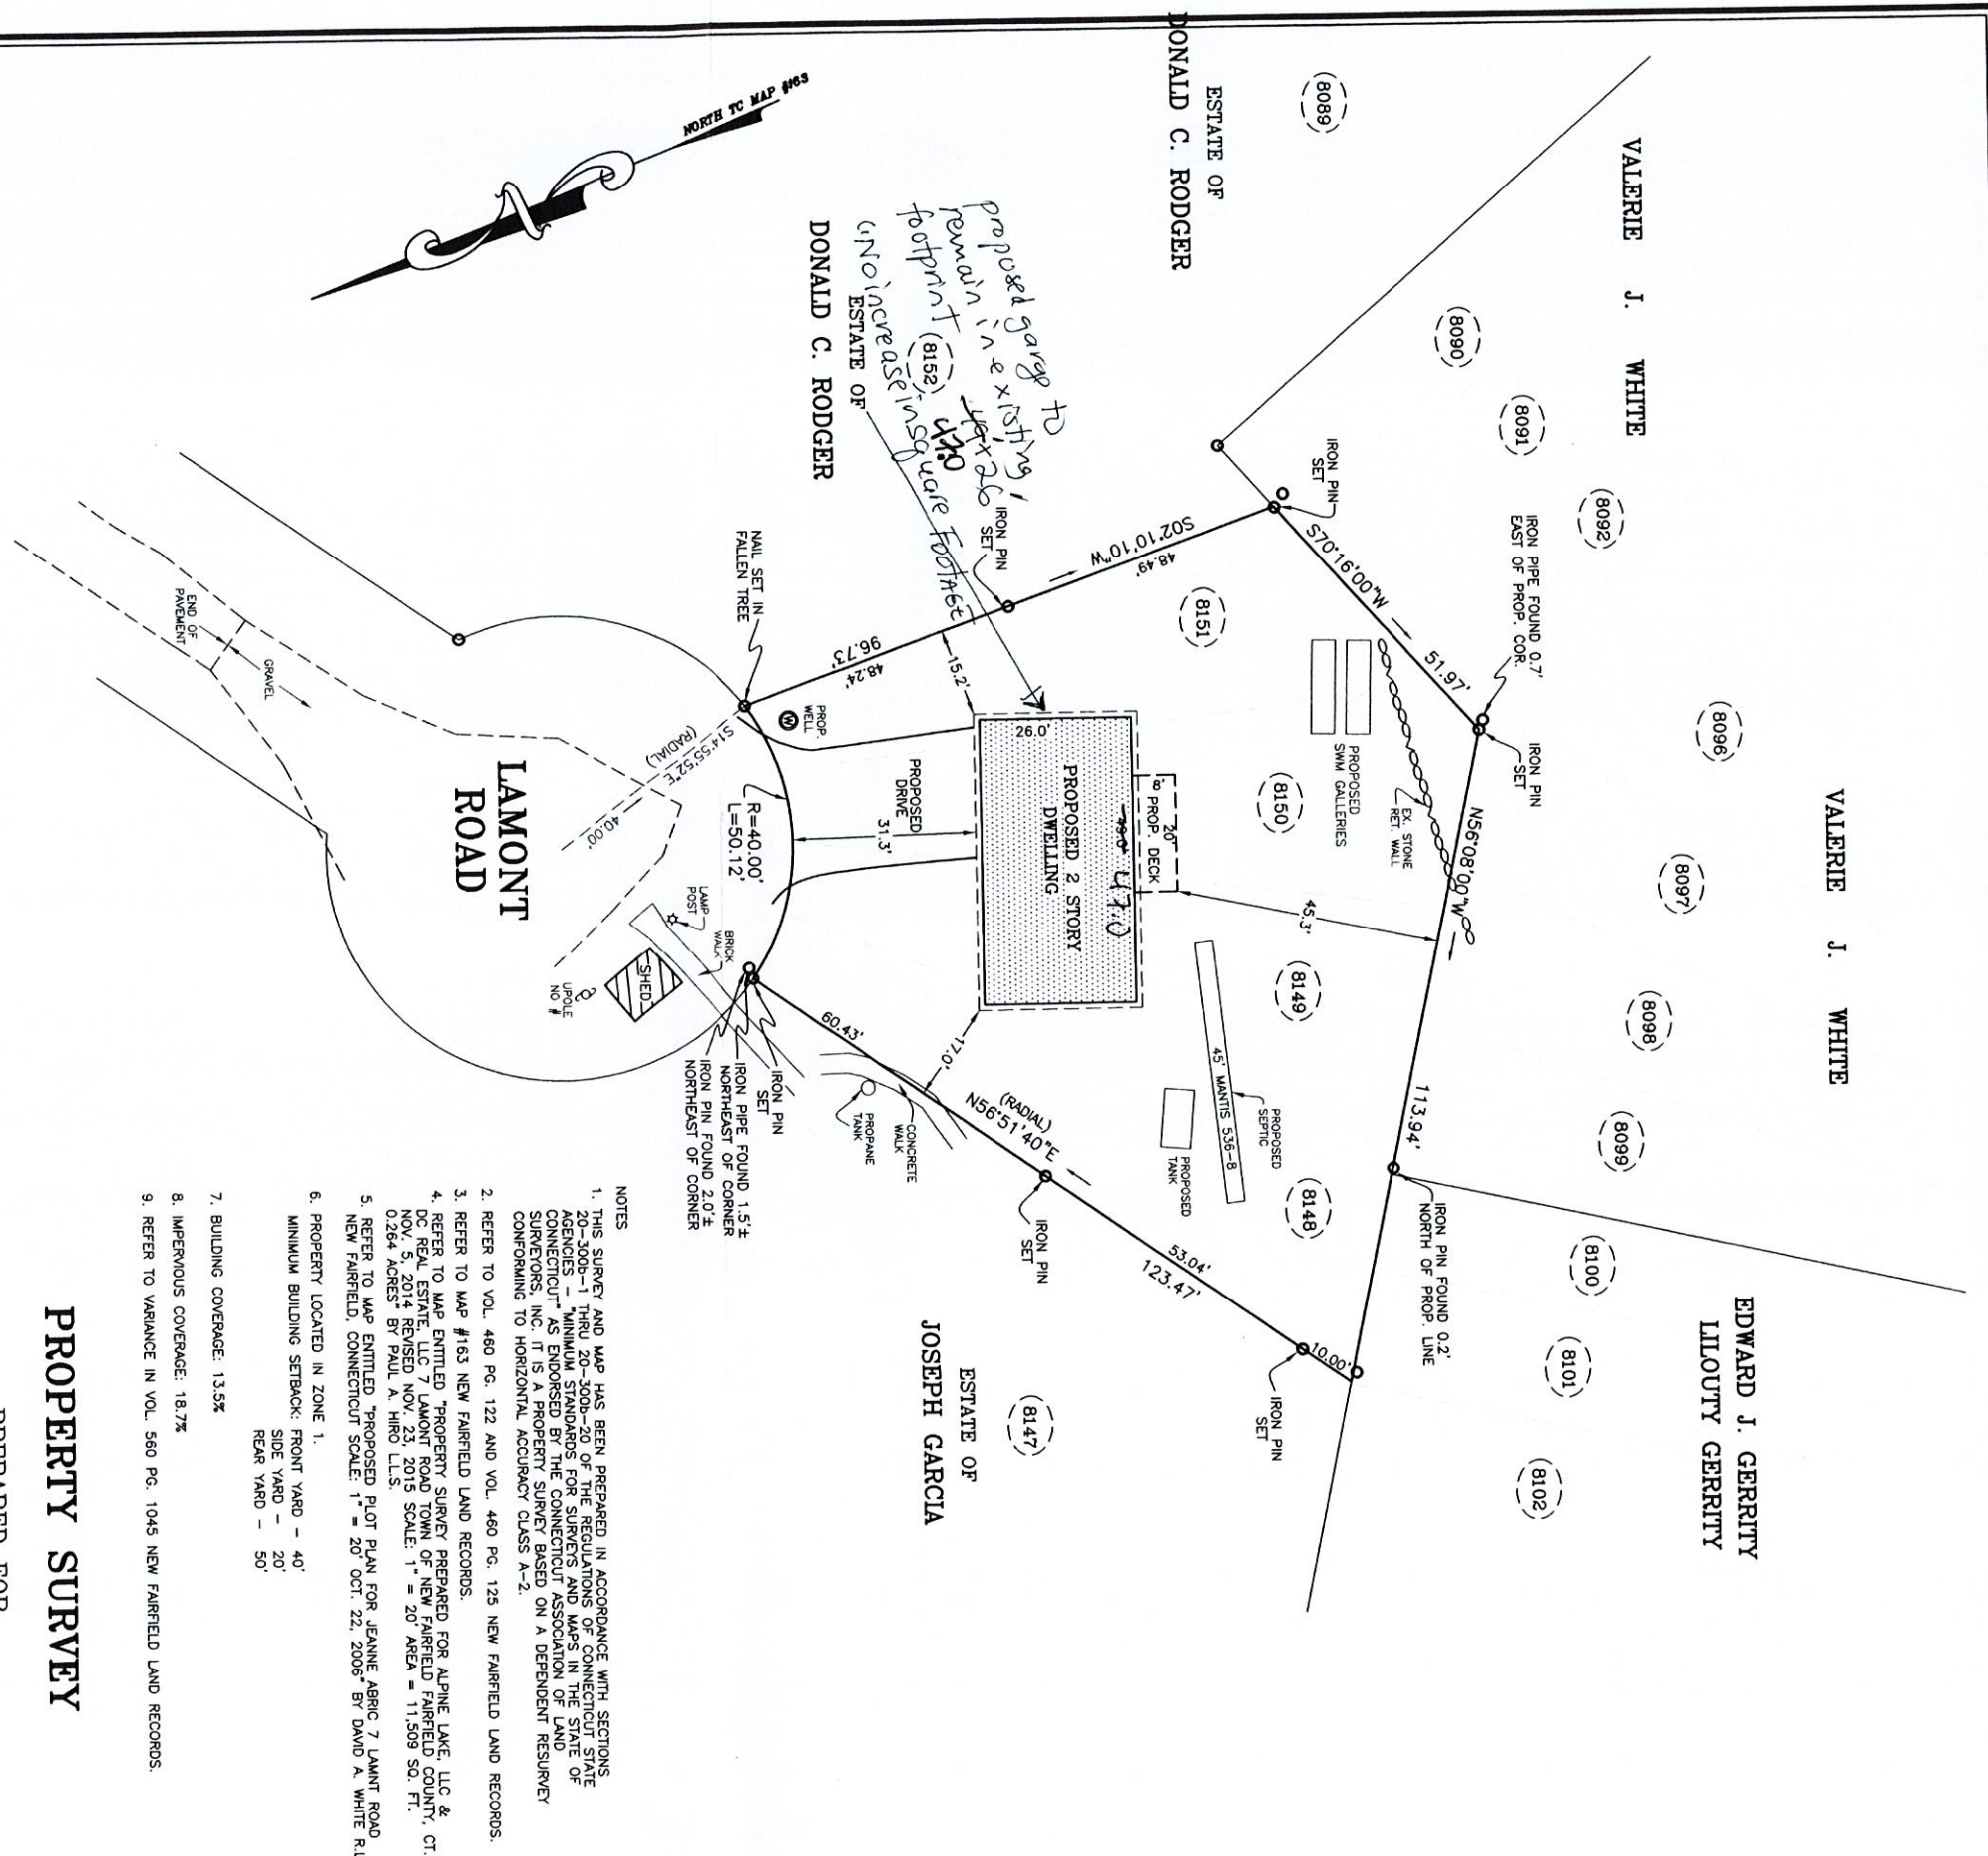 NORTH TC MAP #163
DONALD C. RODGER
ESTATE OF
(8089)
VALERIE J. WHITE
(8090)
(8091)
(8092)
(8096)
VALERIE J. WHITE
(8097)
(8098)
(8099)
(8100)
(8101)
(8102)
EDWARD J. GERRITY
LILOUTY GERRITY
proposed garge to
remain in existing
footprint 49x26'
47.0
(No increase in square FOOTAGE)
(8152)
ESTATE OF
DONALD C. RODGER
IRON PIN
SET
IRON PIPE FOUND 0.7'
EAST OF PROP. COR.
IRON PIN
SET
S70°16'00"W
51.97'
S02°10'10"W
48.49'
IRON PIN
SET
96.73'
48.24'
15.2'
NAIL SET IN
FALLEN TREE
(8151)
PROPOSED
SWM GALLERIES
EX. STONE
RET. WALL
N56°08'00"W
113.94'
(8150)
45.3'
(8149)
20'
8'
PROP. DECK
49.0' 47.0
26.0'
PROPOSED 2 STORY
DWELLING
PROP.
WELL
W
PROPOSED
DRIVE
31.3'
R=40.00'
L=50.12'
S14°55'52"E
(RADIAL)
40.00'
LAMONT
ROAD
END OF
PAVEMENT
GRAVEL
LAMP
POST
BRICK
WALK
SHED
UPOLE
NO #
60.43'
17.0'
(RADIAL)
N56°51'40"E
45' MANTIS 536-8
PROPOSED
SEPTIC
PROPOSED
TANK
(8148)
IRON PIN FOUND 0.2'
NORTH OF PROP. LINE
CONCRETE
WALK
PROPANE
TANK
IRON PIN
SET
IRON PIPE FOUND 1.5'±
NORTHEAST OF CORNER
IRON PIN FOUND 2.0'±
NORTHEAST OF CORNER
IRON PIN
SET
53.04'
123.47'
10.00'
IRON PIN
SET
(8147)
ESTATE OF
JOSEPH GARCIA
NOTES
1. THIS SURVEY AND MAP HAS BEEN PREPARED IN ACCORDANCE WITH SECTIONS
20-300b-1 THRU 20-300b-20 OF THE REGULATIONS OF CONNECTICUT STATE
AGENCIES - "MINIMUM STANDARDS FOR SURVEYS AND MAPS IN THE STATE OF
CONNECTICUT" AS ENDORSED BY THE CONNECTICUT ASSOCIATION OF LAND
SURVEYORS, INC. IT IS A PROPERTY SURVEY BASED ON A DEPENDENT RESURVEY
CONFORMING TO HORIZONTAL ACCURACY CLASS A-2.
2. REFER TO VOL. 460 PG. 122 AND VOL. 460 PG. 125 NEW FAIRFIELD LAND RECORDS.
3. REFER TO MAP #163 NEW FAIRFIELD LAND RECORDS.
4. REFER TO MAP ENTITLED "PROPERTY SURVEY PREPARED FOR ALPINE LAKE, LLC &
DC REAL ESTATE, LLC 7 LAMONT ROAD TOWN OF NEW FAIRFIELD FAIRFIELD COUNTY, CT.
NOV. 5, 2014 REVISED NOV. 23, 2015 SCALE: 1" = 20' AREA = 11,509 SQ. FT.
0.264 ACRES" BY PAUL A. HIRO L.L.S.
5. REFER TO MAP ENTITLED "PROPOSED PLOT PLAN FOR JEANNE ABRIC 7 LAMNT ROAD
NEW FAIRFIELD, CONNECTICUT SCALE: 1" = 20' OCT. 22, 2006" BY DAVID A. WHITE R.L
6. PROPERTY LOCATED IN ZONE 1.
MINIMUM BUILDING SETBACK: FRONT YARD - 40'
SIDE YARD - 20'
REAR YARD - 50'
7. BUILDING COVERAGE: 13.5%
8. IMPERVIOUS COVERAGE: 18.7%
9. REFER TO VARIANCE IN VOL. 560 PG. 1045 NEW FAIRFIELD LAND RECORDS.
PROPERTY SURVEY
PREPARED FOR